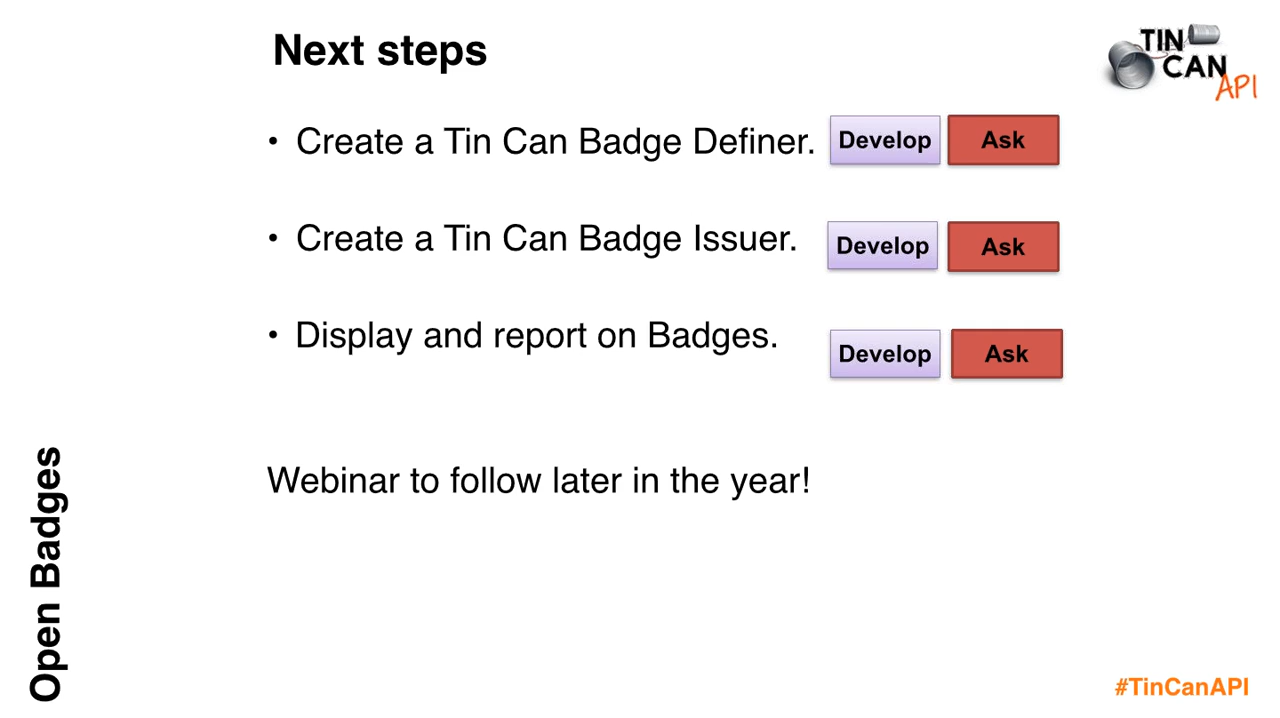 Next steps
TIN
CAN
API
• Create a Tin Can Badge Definer. Develop Ask
• Create a Tin Can Badge Issuer. Develop Ask
• Display and report on Badges. Develop Ask
Webinar to follow later in the year!
Open Badges
#TinCanAPI